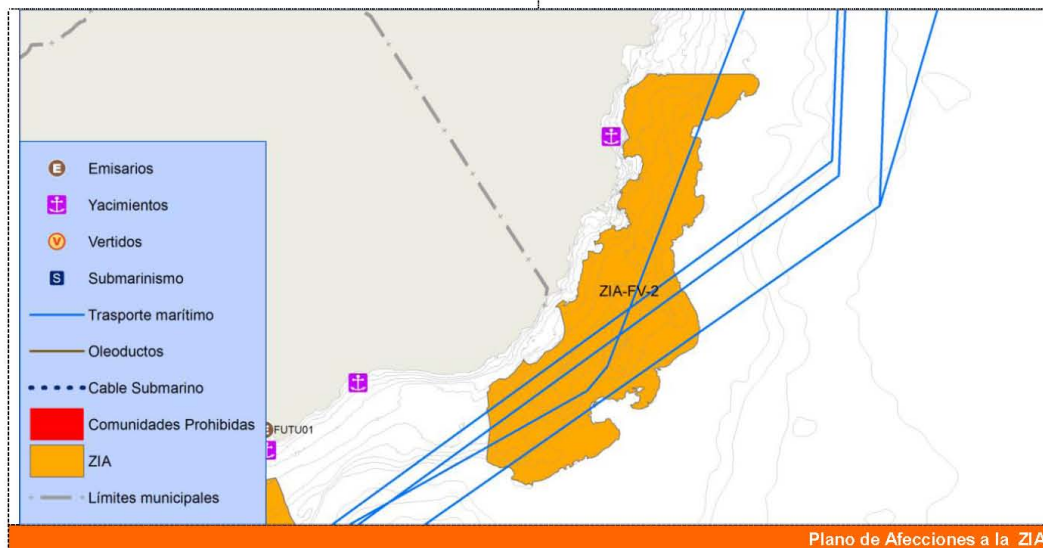 ZIA-FV-2
E
Emisarios
Yacimientos
V
Vertidos
S
Submarinismo
Trasporte marítimo
Oleoductos
Cable Submarino
Comunidades Prohibidas
ZIA
Límites municipales
FUTU01
Plano de Afecciones a la ZIA